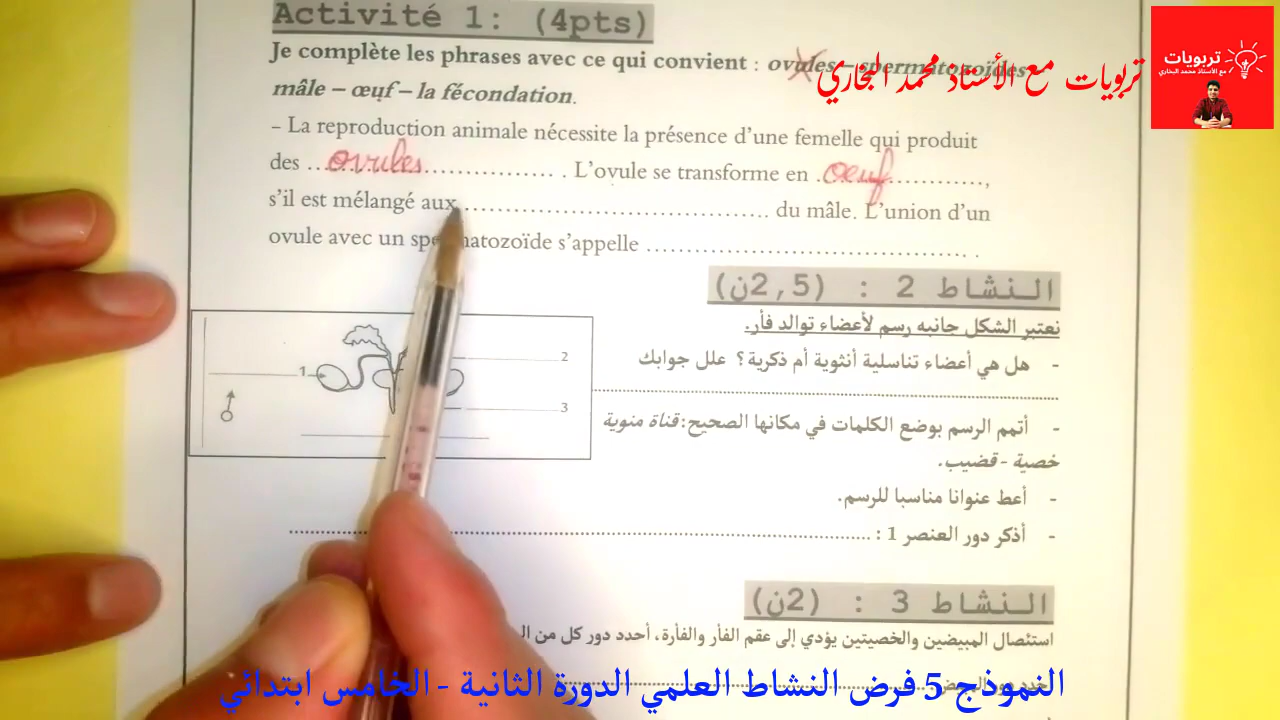 Activité 1: (4pts)
Je complète les phrases avec ce qui convient : ovules – spermatozoïdes
mâle – œuf – la fécondation.
تربويات مع الأستاذ محمد البخاري
تربويات
مع الأستاذ محمد البخاري
– La reproduction animale nécessite la présence d'une femelle qui produit
des ... ovules ................... . L'ovule se transforme en . oeuf ............,
s'il est mélangé aux ....................................... du mâle. L'union d'un
ovule avec un spermatozoïde s'appelle ........................................ .
النشاط 2 : (2,5ن)
نعتبر الشكل جانبه رسم لأعضاء توالد فأر.
- هل هي أعضاء تناسلية أنثوية أم ذكرية؟ علل جوابك
- أتمم الرسم بوضع الكلمات في مكانها الصحيح: قناة منوية
خصية - قضيب.
- أعط عنوانا مناسبا للرسم.
- أذكر دور العنصر 1 : ........................................
1
2
3
النشاط 3 : (2ن)
استئصال المبيضين والخصيتين يؤدي إلى عقم الفأر والفأرة، أحدد دور كل من
النموذج 5 فرض النشاط العلمي الدورة الثانية - الخامس ابتدائي